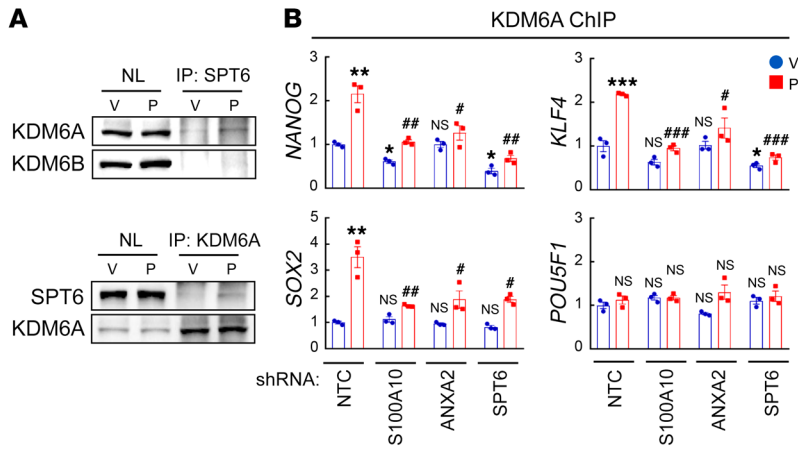 A
NL IP: SPT6
V P V P
KDM6A
KDM6B
NL IP: KDM6A
V P V P
SPT6
KDM6A
B
KDM6A ChIP
V
P
NANOG
3
2
1
0
**
*
##
NS
#
*
##
KLF4
3
2
1
0
***
NS
###
NS
#
*
###
SOX2
5
4
3
2
1
0
**
NS
##
NS
#
NS
#
POU5F1
3
2
1
0
NS
NS
NS
NS
NS
NS
NS
shRNA:
NTC
S100A10
ANXA2
SPT6
NTC
S100A10
ANXA2
SPT6